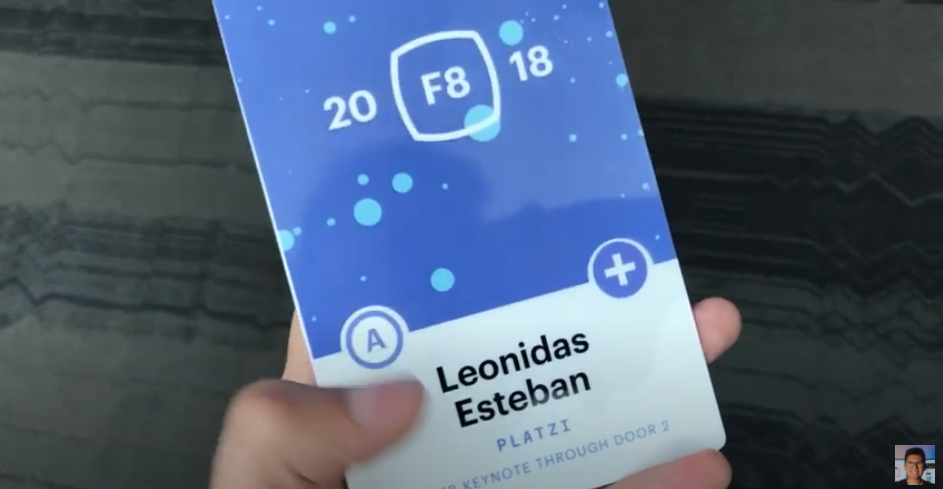 20 F8 18
A
Leonidas
Esteban
PLATZI
KEYNOTE THROUGH DOOR 2